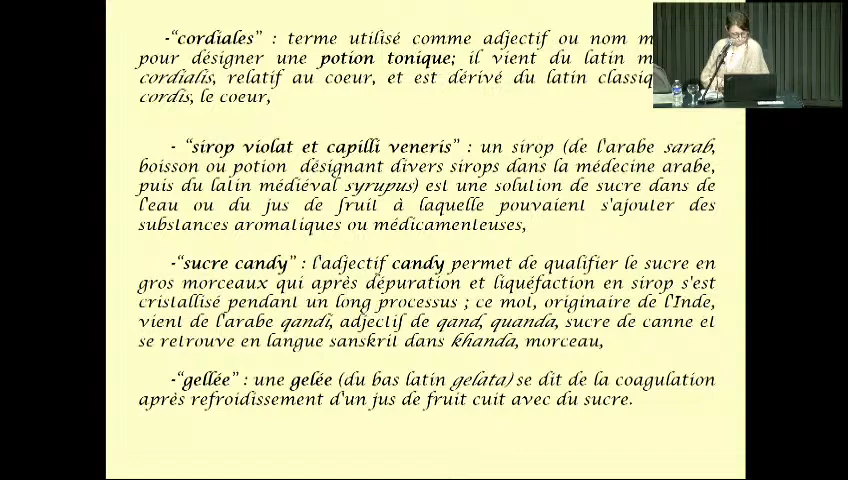 -“cordiales” : terme utilisé comme adjectif ou nom m
pour désigner une potion tonique; il vient du latin m
cordialis, relatif au coeur, et est dérivé du latin classiq
cordis, le coeur,
- “sirop violat et capilli veneris” : un sirop (de l'arabe sarab,
boisson ou potion désignant divers sirops dans la médecine arabe,
puis du latin médiéval syrupus) est une solution de sucre dans de
l'eau ou du jus de fruit à laquelle pouvaient s'ajouter des
substances aromatiques ou médicamenteuses,
-“sucre candy” : l'adjectif candy permet de qualifier le sucre en
gros morceaux qui après dépuration et liquéfaction en sirop s'est
cristallisé pendant un long processus ; ce mot, originaire de l'Inde,
vient de l'arabe qandi, adjectif de qand, quanda, sucre de canne et
se retrouve en langue sanskrit dans khanda, morceau,
-“gellée” : une gelée (du bas latin gelata) se dit de la coagulation
après refroidissement d'un jus de fruit cuit avec du sucre.